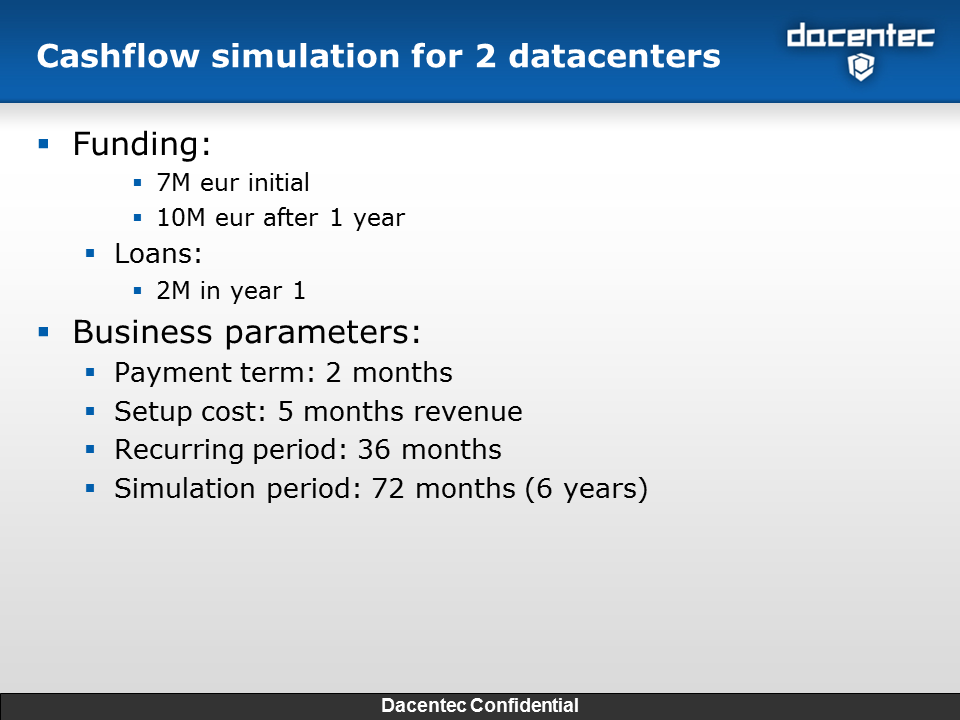 Cashflow simulation for 2 datacenters
dacentec
Funding:
7M eur initial
10M eur after 1 year
Loans:
2M in year 1
Business parameters:
Payment term: 2 months
Setup cost: 5 months revenue
Recurring period: 36 months
Simulation period: 72 months (6 years)
Dacentec Confidential